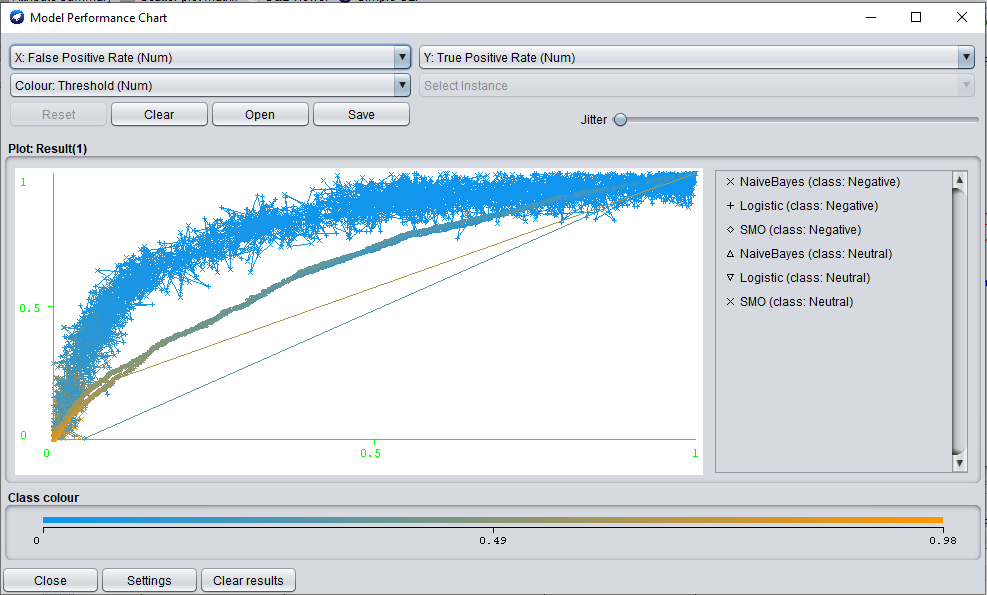 Model Performance Chart
X: False Positive Rate (Num)
Y: True Positive Rate (Num)
Colour: Threshold (Num)
Select Instance
Reset
Clear
Open
Save
Jitter
Plot: Result(1)
1
0.5
0
0
0.5
1
NaiveBayes (class: Negative)
Logistic (class: Negative)
SMO (class: Negative)
NaiveBayes (class: Neutral)
Logistic (class: Neutral)
SMO (class: Neutral)
Class colour
0
0.49
0.98
Close
Settings
Clear results